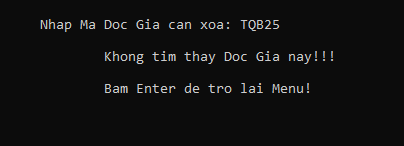 Nhap Ma Doc Gia can xoa: TQB25
Khong tim thay Doc Gia nay!!!
Bam Enter de tro lai Menu!